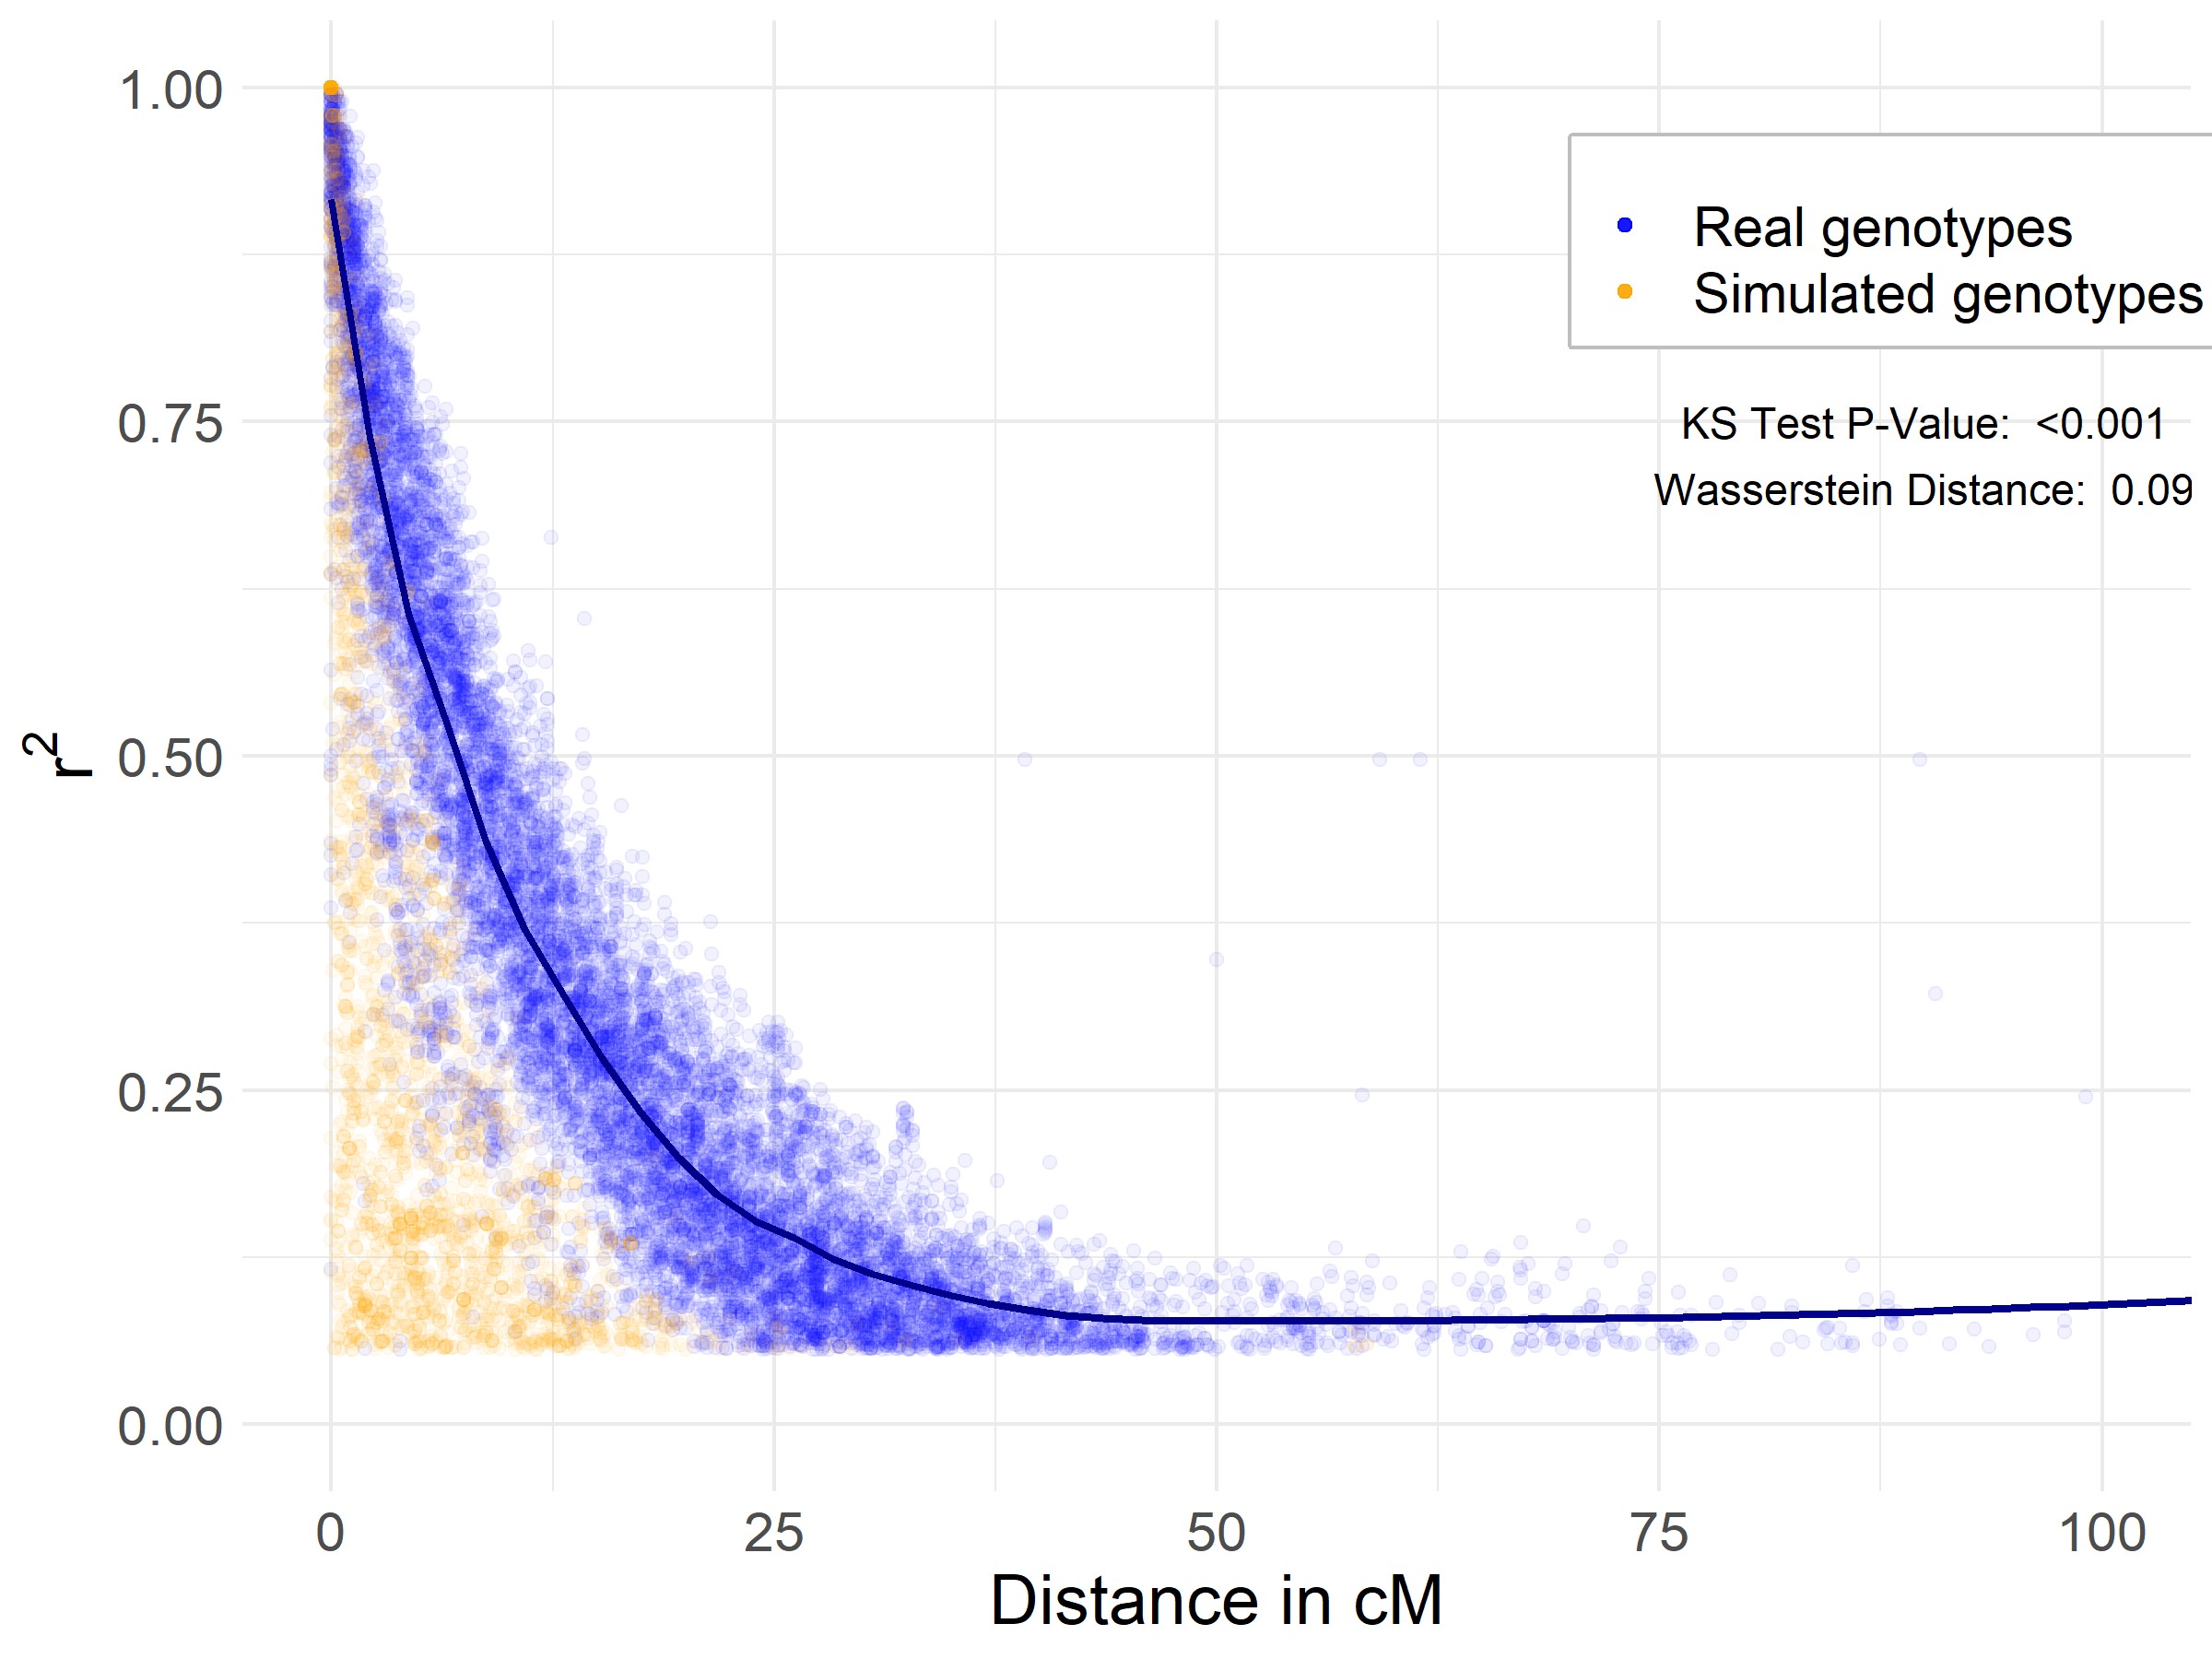 1.00
0.75
0.50
0.25
0.00
r²
Real genotypes
Simulated genotypes
KS Test P-Value: <0.001
Wasserstein Distance: 0.09
0 25 50 75 100
Distance in cM